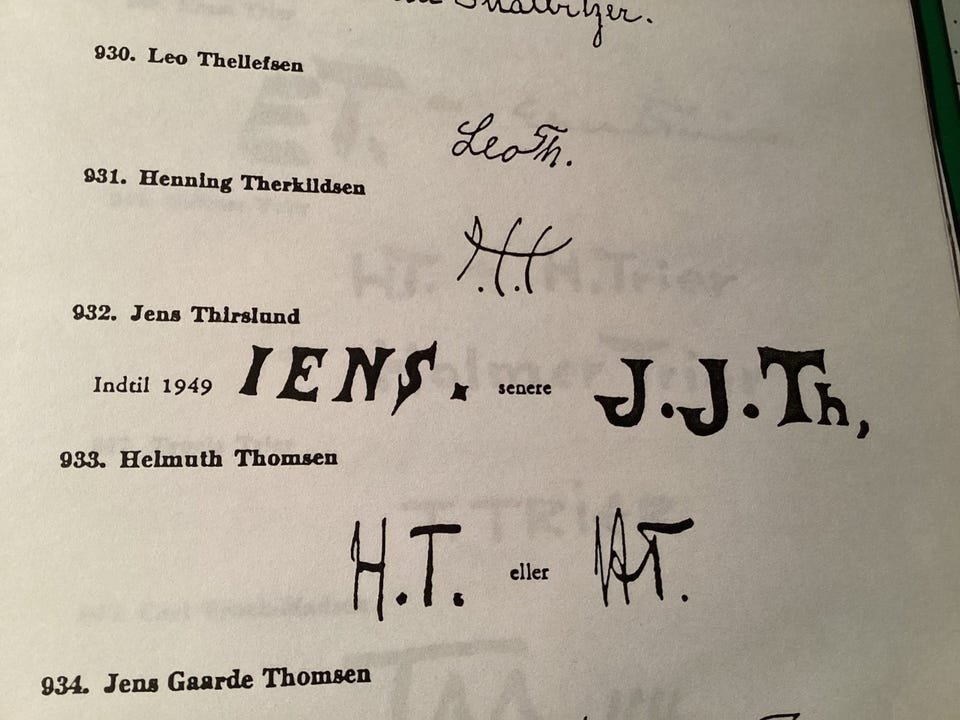 930. Leo Thellefsen
Leo Th.
931. Henning Therkildsen
932. Jens Thirslund
Indtil 1949 IENS. senere J.J.Th,
933. Helmuth Thomsen
H.T. eller HT.
934. Jens Gaarde Thomsen